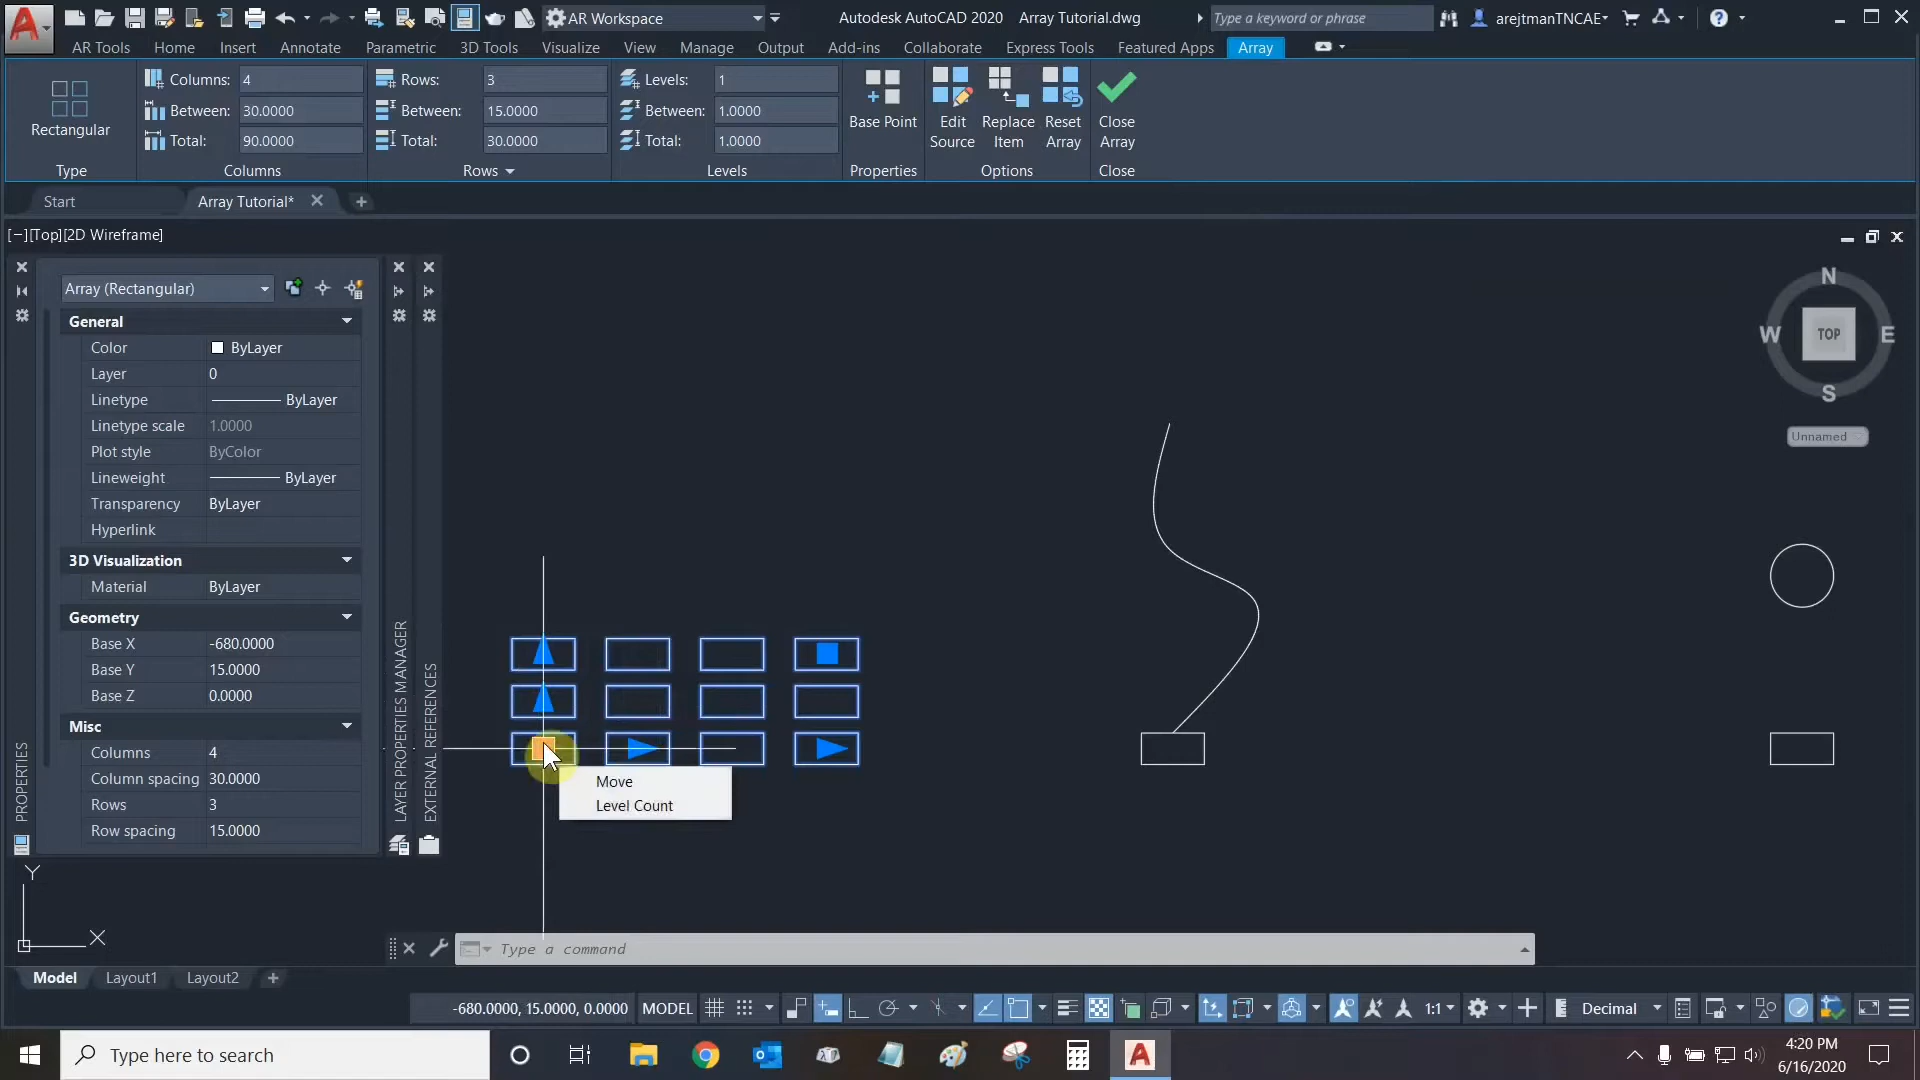 AR Workspace
Autodesk AutoCAD 2020 Array Tutorial.dwg
Type a keyword or phrase
arejtmanTNCAE
AR Tools Home Insert Annotate Parametric 3D Tools Visualize View Manage Output Add-ins Collaborate Express Tools Featured Apps Array
Columns: 4 Rows: 3 Levels: 1
Between: 30.0000 Between: 15.0000 Between: 1.0000
Total: 90.0000 Total: 30.0000 Total: 1.0000
Rectangular
Base Point
Edit Source
Replace Item
Reset Array
Close Array
Type Columns Rows Levels Properties Options Close
Start Array Tutorial*
[−][Top][2D Wireframe]
Array (Rectangular)
General
Color ByLayer
Layer 0
Linetype ByLayer
Linetype scale 1.0000
Plot style ByColor
Lineweight ByLayer
Transparency ByLayer
Hyperlink
3D Visualization
Material ByLayer
Geometry
Base X -680.0000
Base Y 15.0000
Base Z 0.0000
Misc
Columns 4
Column spacing 30.0000
Rows 3
Row spacing 15.0000
PROPERTIES
LAYER PROPERTIES MANAGER
EXTERNAL REFERENCES
N
W TOP E
S
Unnamed
Move
Level Count
Y
X
Type a command
Model Layout1 Layout2
-680.0000, 15.0000, 0.0000 MODEL 1:1 Decimal
Type here to search
4:20 PM
6/16/2020